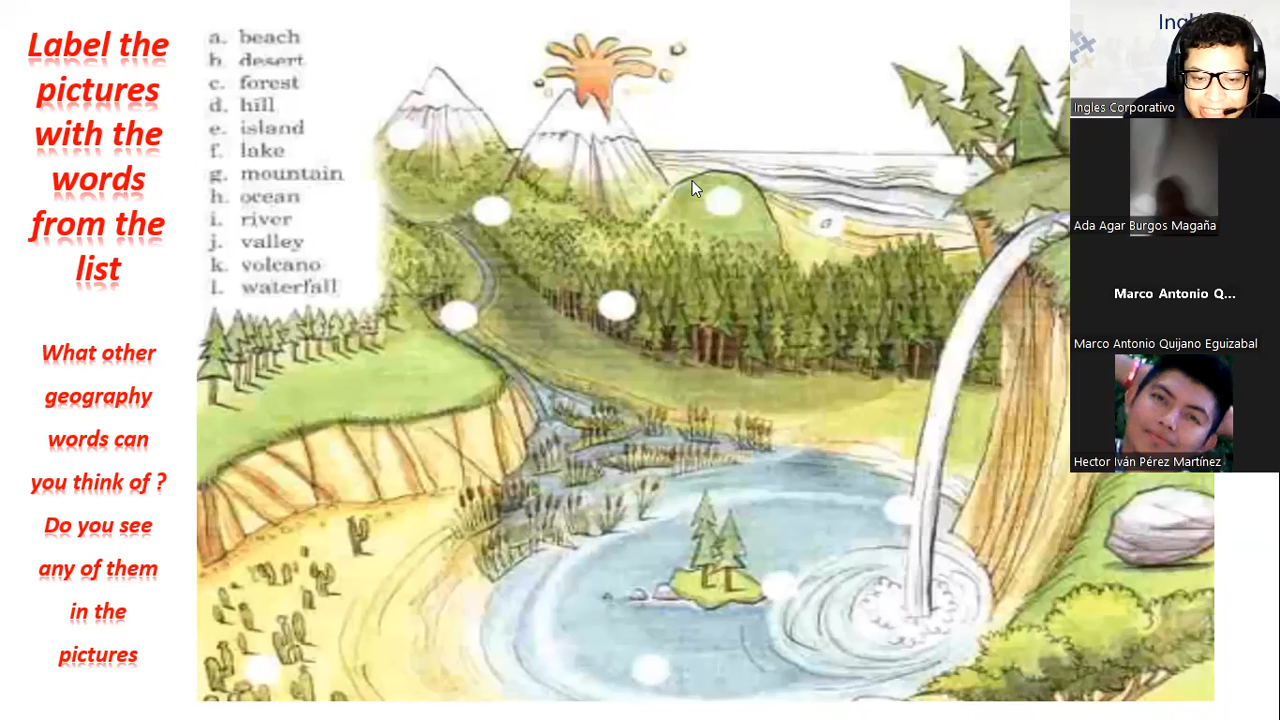 Label the
pictures
with the
words
from the
list
What other
geography
words can
you think of ?
Do you see
any of them
in the
pictures
a. beach
b. desert
c. forest
d. hill
e. island
f. lake
g. mountain
h. ocean
i. river
j. valley
k. volcano
l. waterfall
a
Ingles Corporativo
Ada Agar Burgos Magaña
Marco Antonio Q...
Marco Antonio Quijano Eguizabal
Hector Iván Pérez Martínez